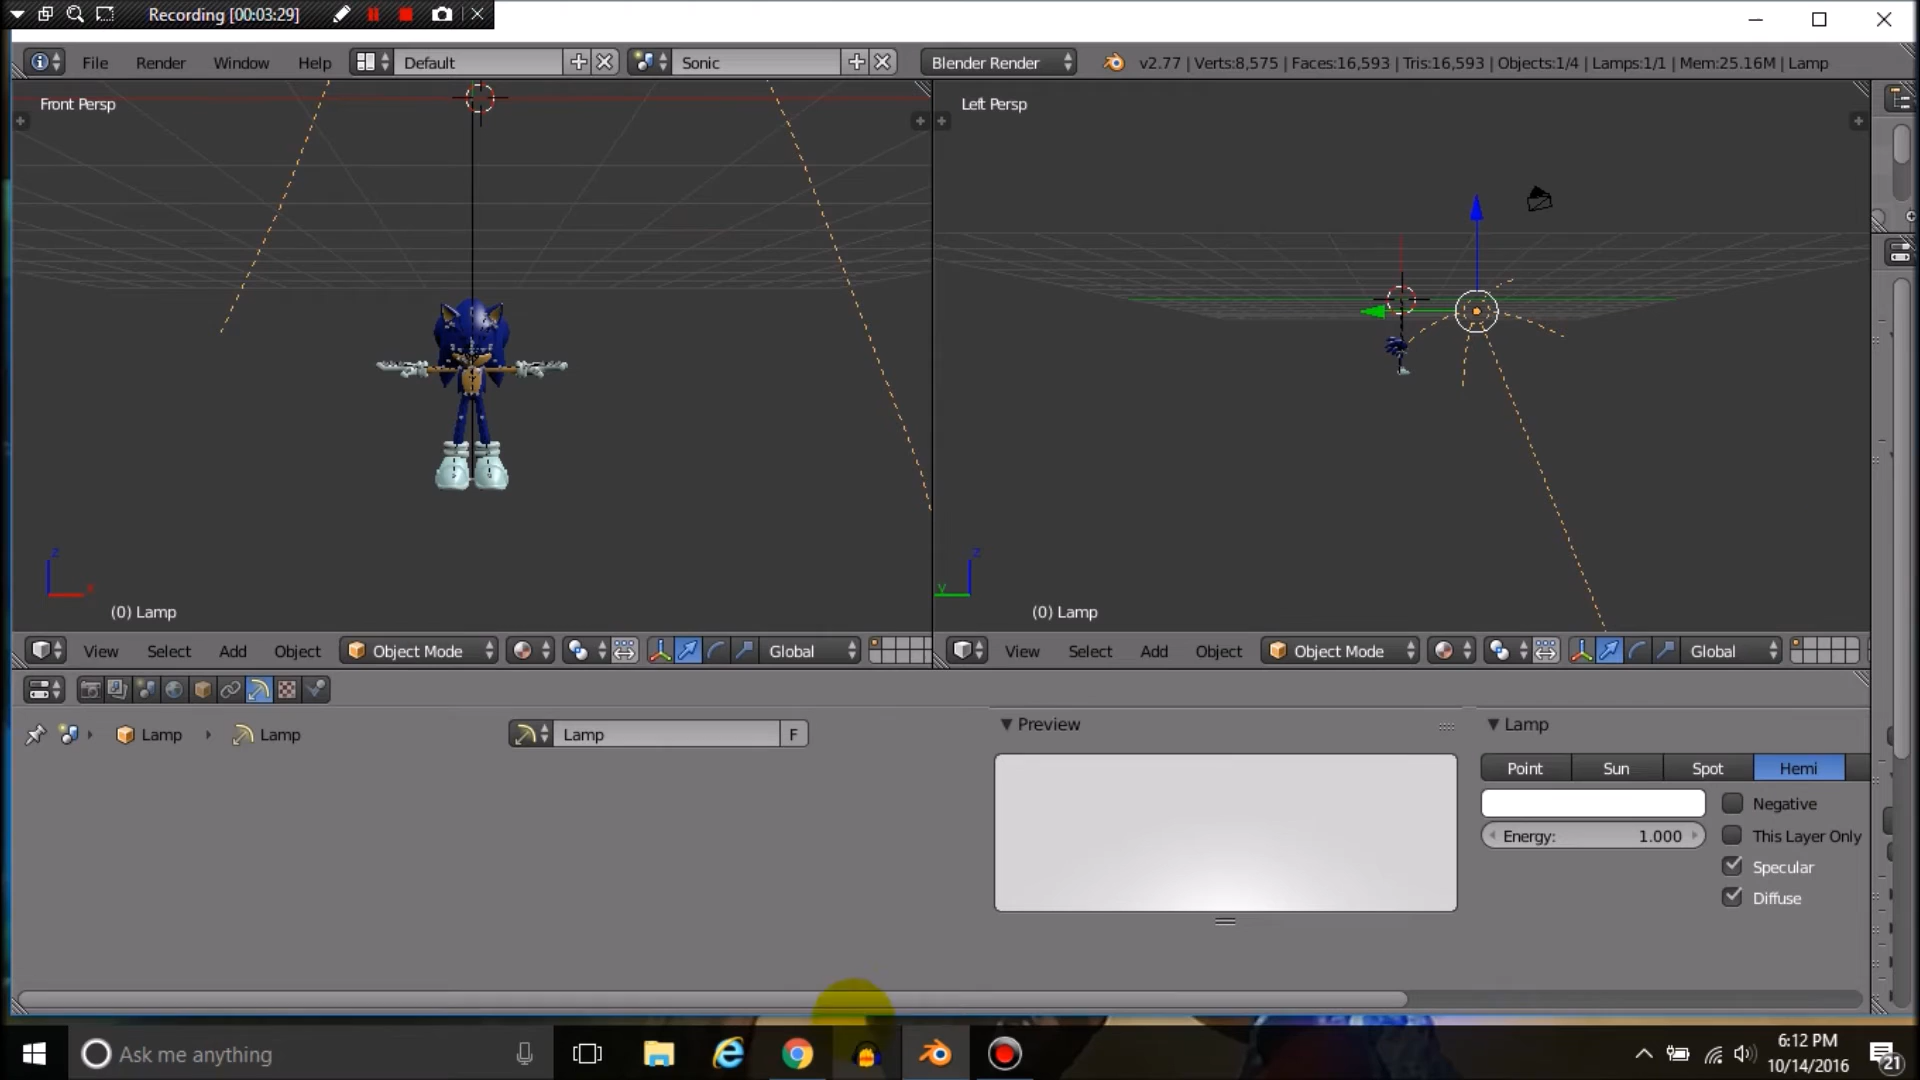 Recording [00:03:29]
File Render Window Help Default Sonic Blender Render v2.77 | Verts:8,575 | Faces:16,593 | Tris:16,593 | Objects:1/4 | Lamps:1/1 | Mem:25.16M | Lamp
Front Persp
Left Persp
z
x
z
y
(0) Lamp
(0) Lamp
View Select Add Object Object Mode Global
View Select Add Object Object Mode Global
Lamp Lamp Lamp F
Preview
Lamp
Point Sun Spot Hemi
Negative
Energy: 1.000
This Layer Only
Specular
Diffuse
Ask me anything
6:12 PM
10/14/2016
21